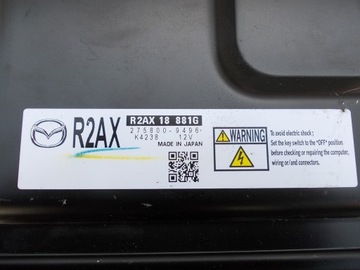 R2AX
R2AX 18 881G
275800-9496
K4238 12V
MADE IN JAPAN
WARNING
To avoid electric shock :
Set the key switch to the "OFF" position
before checking or repairing the computer,
wiring or/and connectors.